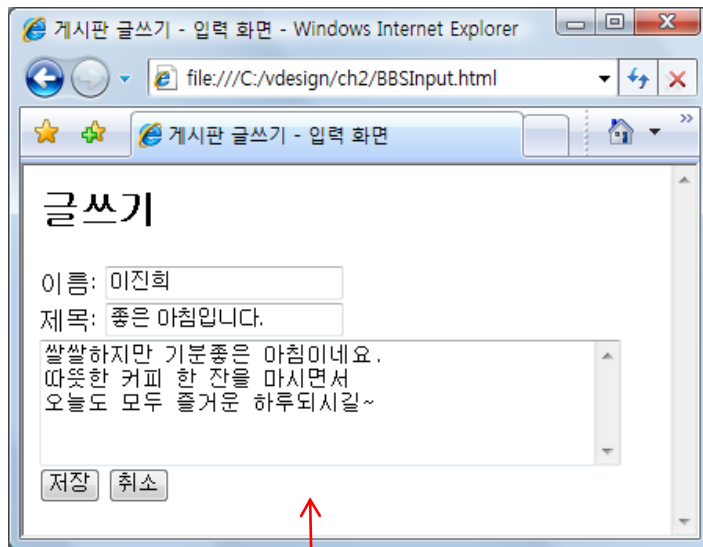 게시판 글쓰기 - 입력 화면 - Windows Internet Explorer
file:///C:/vdesign/ch2/BBSInput.html
게시판 글쓰기 - 입력 화면
글쓰기
이름: 이진희
제목: 좋은 아침입니다.
쌀쌀하지만 기분좋은 아침이네요.
따뜻한 커피 한 잔을 마시면서
오늘도 모두 즐거운 하루되시길~
저장 취소